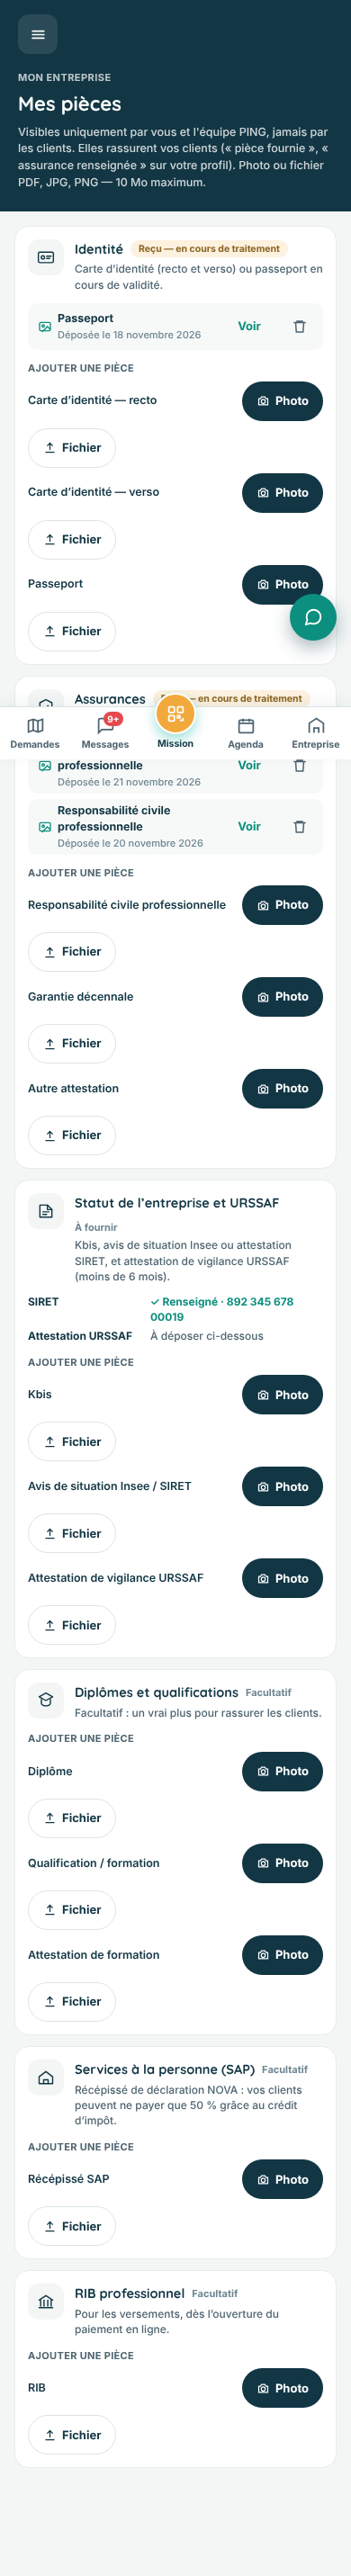 MON ENTREPRISE
Mes pièces
Visibles uniquement par vous et l'équipe PING, jamais par
les clients. Elles rassurent vos clients (« pièce fournie », «
assurance renseignée » sur votre profil). Photo ou fichier
PDF, JPG, PNG — 10 Mo maximum.
Identité Reçu — en cours de traitement
Carte d'identité (recto et verso) ou passeport en
cours de validité.
Passeport
Déposée le 18 novembre 2026
Voir
AJOUTER UNE PIÈCE
Carte d'identité — recto Photo
Fichier
Carte d'identité — verso Photo
Fichier
Passeport Photo
Fichier
Assurances en cours de traitement
Demandes
9+
Messages
Mission
Agenda
Entreprise
professionnelle
Déposée le 21 novembre 2026
Voir
Responsabilité civile
professionnelle
Déposée le 20 novembre 2026
Voir
AJOUTER UNE PIÈCE
Responsabilité civile professionnelle Photo
Fichier
Garantie décennale Photo
Fichier
Autre attestation Photo
Fichier
Statut de l'entreprise et URSSAF
À fournir
Kbis, avis de situation Insee ou attestation
SIRET, et attestation de vigilance URSSAF
(moins de 6 mois).
SIRET ✓ Renseigné · 892 345 678
00019
Attestation URSSAF À déposer ci-dessous
AJOUTER UNE PIÈCE
Kbis Photo
Fichier
Avis de situation Insee / SIRET Photo
Fichier
Attestation de vigilance URSSAF Photo
Fichier
Diplômes et qualifications Facultatif
Facultatif : un vrai plus pour rassurer les clients.
AJOUTER UNE PIÈCE
Diplôme Photo
Fichier
Qualification / formation Photo
Fichier
Attestation de formation Photo
Fichier
Services à la personne (SAP) Facultatif
Récépissé de déclaration NOVA : vos clients
peuvent ne payer que 50 % grâce au crédit
d'impôt.
AJOUTER UNE PIÈCE
Récépissé SAP Photo
Fichier
RIB professionnel Facultatif
Pour les versements, dès l'ouverture du
paiement en ligne.
AJOUTER UNE PIÈCE
RIB Photo
Fichier